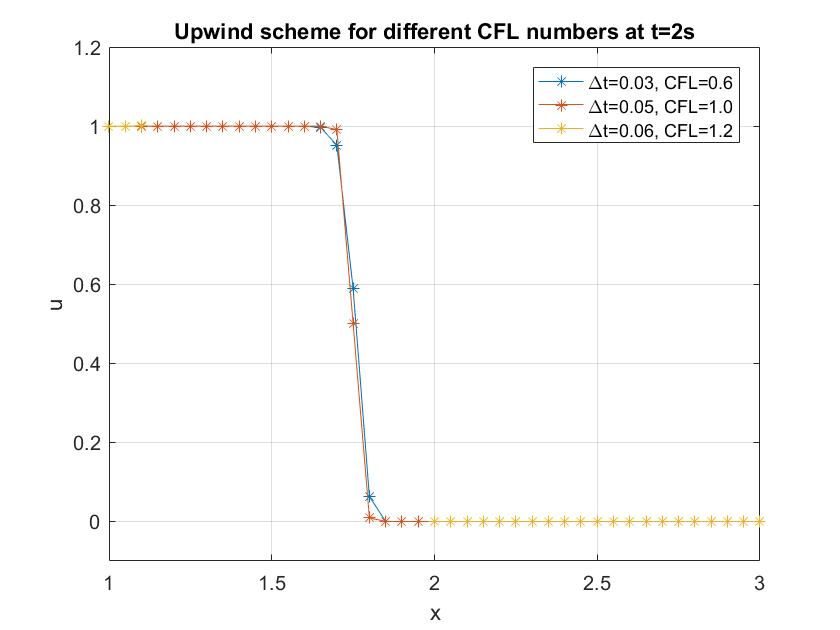 Upwind scheme for different CFL numbers at t=2s
1.2
1
0.8
0.6
0.4
0.2
0
u
Δt=0.03, CFL=0.6
Δt=0.05, CFL=1.0
Δt=0.06, CFL=1.2
1 1.5 2 2.5 3
x